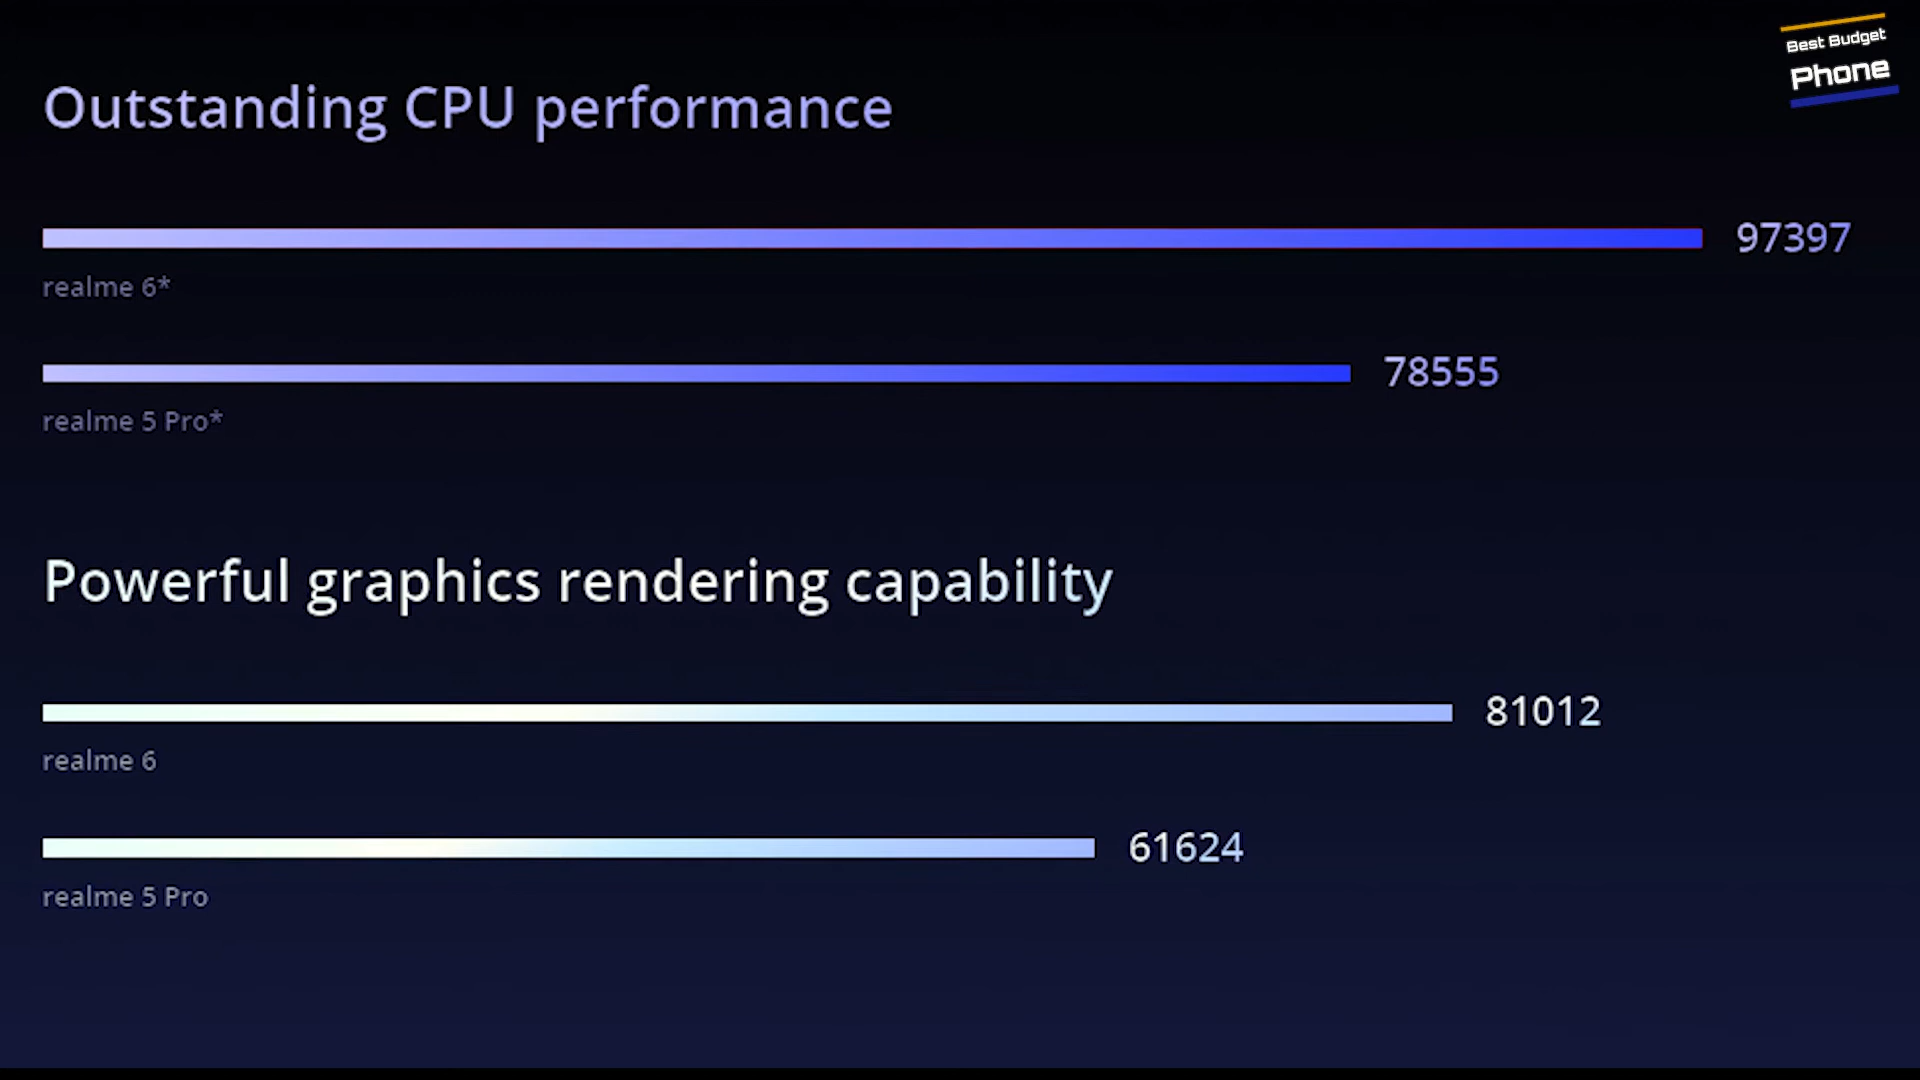 Best Budget
Phone
Outstanding CPU performance
97397
realme 6*
78555
realme 5 Pro*
Powerful graphics rendering capability
81012
realme 6
61624
realme 5 Pro